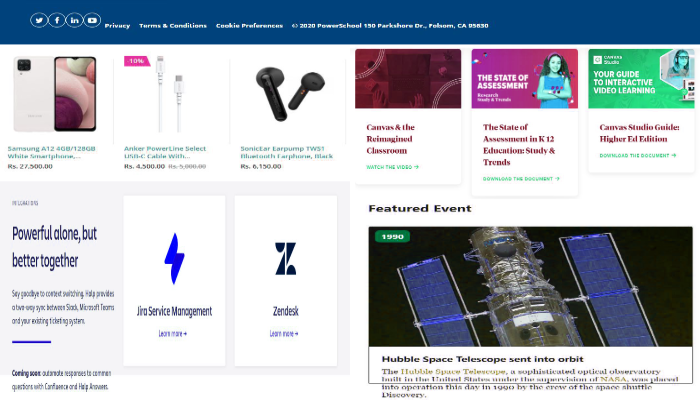 Privacy Terms & Conditions Cookie Preferences © 2020 PowerSchool 150 Parkshore Dr., Folsom, CA 95630
10%
Samsung A12 4GB/128GB
White Smartphone,...
Rs. 27,500.00
Anker PowerLine Select
USB-C Cable With...
Rs. 4,500.00 Rs. 5,000.00
SonicEar Earpump TWS1
Bluetooth Earphone, Black
Rs. 6,150.00
Canvas & the
Reimagined
Classroom
WATCH THE VIDEO →
THE STATE OF
ASSESSMENT
Research
Study & Trends
The State of
Assessment in K 12
Education: Study &
Trends
DOWNLOAD THE DOCUMENT →
CANVAS
Studio
YOUR GUIDE
TO INTERACTIVE
VIDEO LEARNING
Canvas Studio Guide:
Higher Ed Edition
DOWNLOAD THE DOCUMENT →
INTEGRATIONS
Powerful alone, but
better together
Say goodbye to context switching. Halp provides
a two-way sync between Slack, Microsoft Teams
and your existing ticketing system.
Coming soon: automate responses to common
questions with Confluence and Halp Answers.
Jira Service Management
Learn more →
Zendesk
Learn more →
Featured Event
1990
Hubble Space Telescope sent into orbit
The Hubble Space Telescope, a sophisticated optical observatory
built in the United States under the supervision of NASA, was placed
into operation this day in 1990 by the crew of the space shuttle
Discovery.